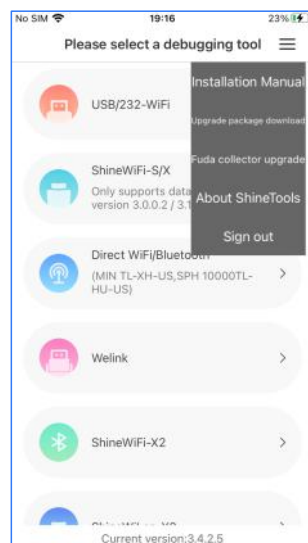 No SIM 19:16 23%
Please select a debugging tool
Installation Manual
USB/232-WiFi
Upgrade package download
Fuda collector upgrade
ShineWiFi-S/X
Only supports data
version 3.0.0.2 / 3.1
About ShineTools
Sign out
Direct WiFi/Bluetooth
(MIN TL-XH-US,SPH 10000TL-
HU-US)
Welink
ShineWiFi-X2
Current version:3.4.2.5